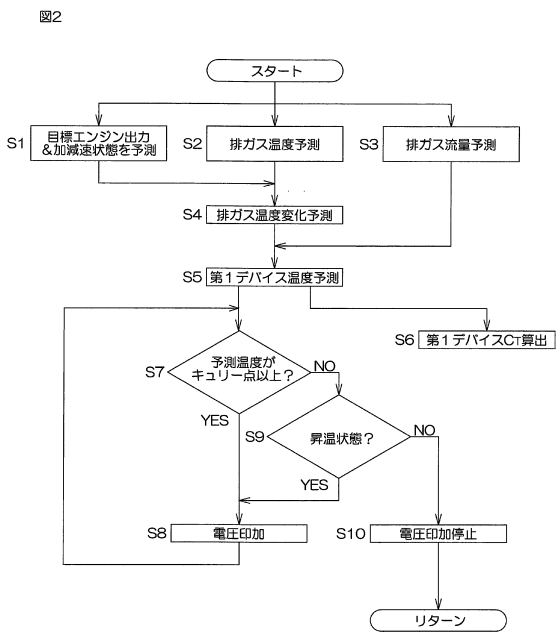 図2
スタート
S1
目標エンジン出力
&加減速状態を予測
S2
排ガス温度予測
S3
排ガス流量予測
S4
排ガス温度変化予測
S5
第1デバイス温度予測
S6
第1デバイスCT算出
S7
予測温度が
キュリー点以上?
NO
YES
S9
昇温状態?
NO
YES
S8
電圧印加
S10
電圧印加停止
リターン